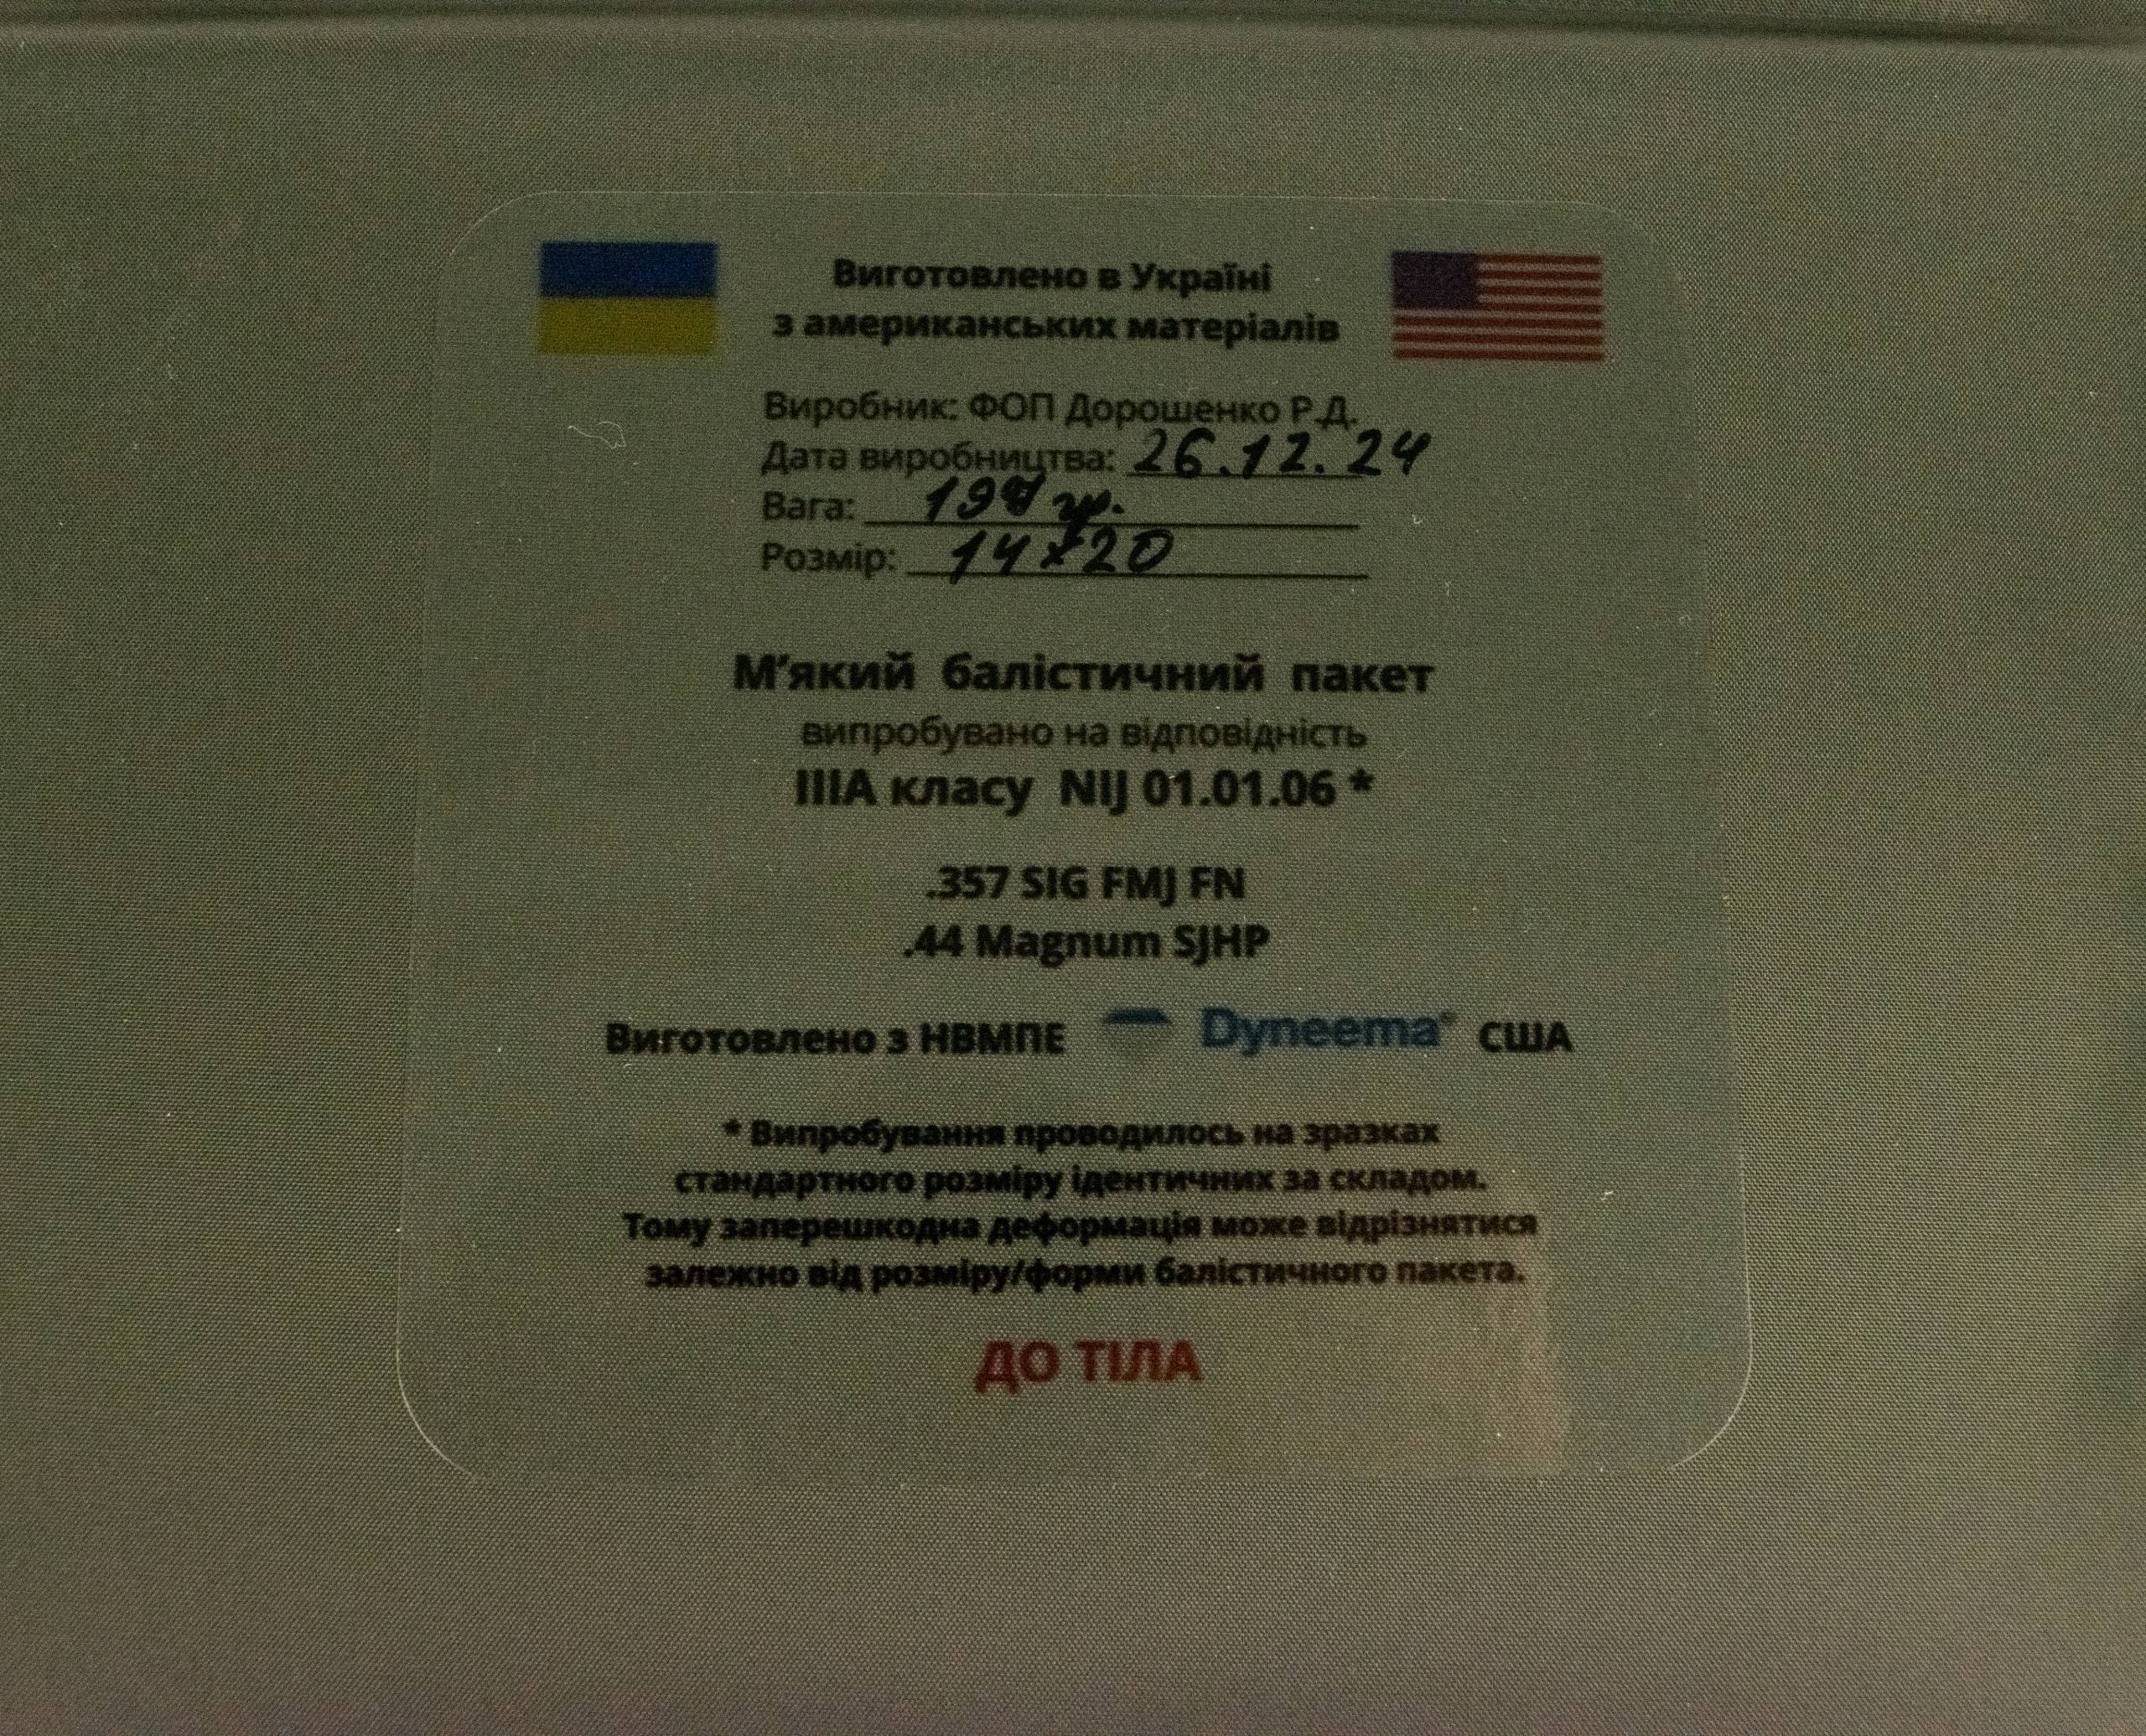 Виготовлено в Україні
з американських матеріалів
Виробник: ФОП Дорошенко Р.Д.
Дата виробництва: 26.12.24
Вага: гр.
Розмір: 14x20
М’який балістичний пакет
випробувано на відповідність
IIIA класу NIJ 01.01.06 *
.357 SIG FMJ FN
.44 Magnum SJHP
Виготовлено з НВМПЕ Dyneema® США
* Випробування проводилось на зразках
стандартного розміру ідентичних за складом.
Тому заперешкодна деформація може відрізнятися
залежно від розміру/форми балістичного пакета.
ДО ТІЛА